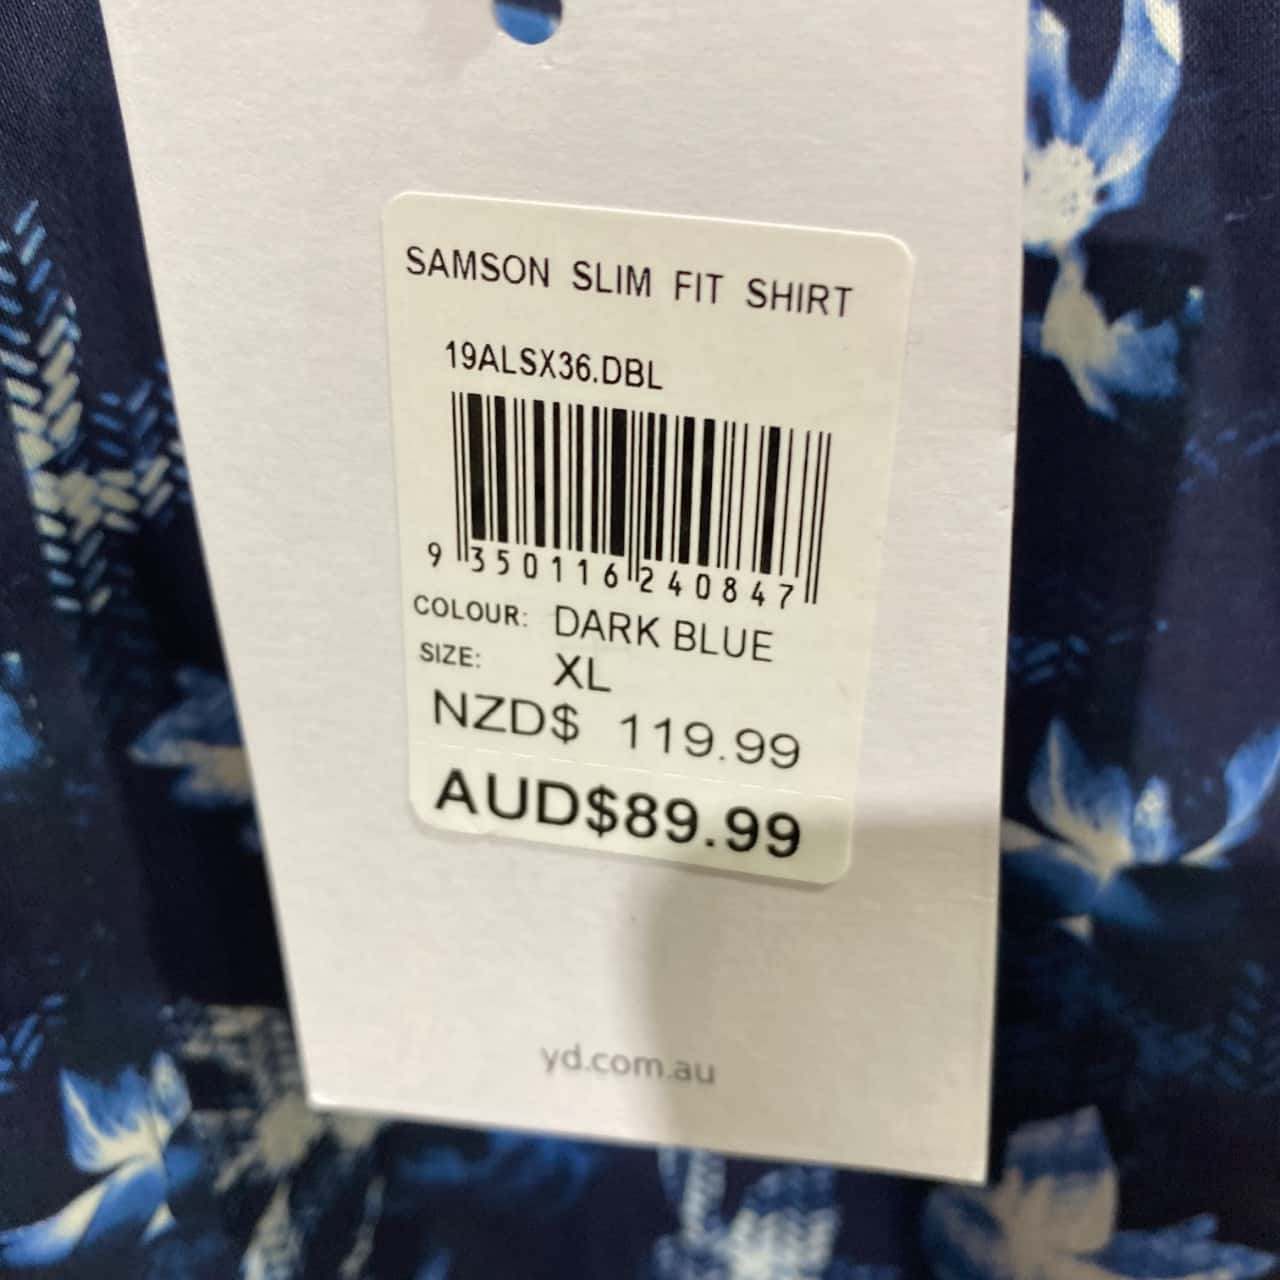 SAMSON SLIM FIT SHIRT
19ALSX36.DBL
9 350116 240847
COLOUR: DARK BLUE
SIZE: XL
NZD$ 119.99
AUD$89.99
yd.com.au